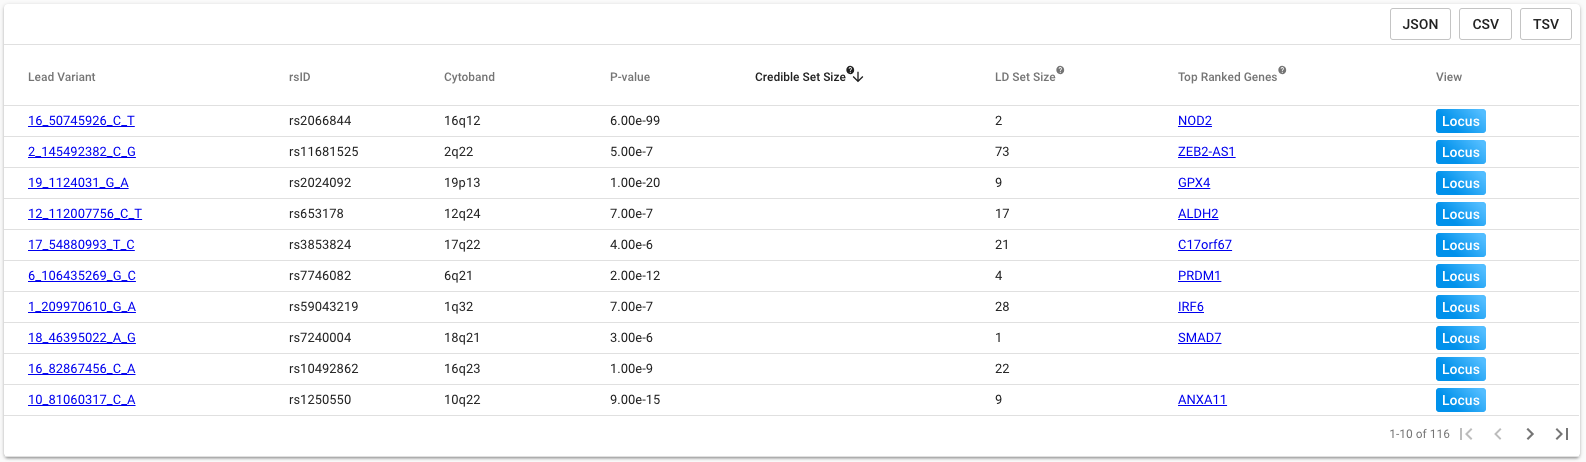 JSON CSV TSV
Lead Variant rsID Cytoband P-value Credible Set Size? LD Set Size? Top Ranked Genes? View
16_50745926_C_T rs2066844 16q12 6.00e-99 2 NOD2 Locus
2_145492382_C_G rs11681525 2q22 5.00e-7 73 ZEB2-AS1 Locus
19_1124031_G_A rs2024092 19p13 1.00e-20 9 GPX4 Locus
12_112007756_C_T rs653178 12q24 7.00e-7 17 ALDH2 Locus
17_54880993_T_C rs3853824 17q22 4.00e-6 21 C17orf67 Locus
6_106435269_G_C rs7746082 6q21 2.00e-12 4 PRDM1 Locus
1_209970610_G_A rs59043219 1q32 7.00e-7 28 IRF6 Locus
18_46395022_A_G rs7240004 18q21 3.00e-6 1 SMAD7 Locus
16_82867456_C_A rs10492862 16q23 1.00e-9 22 Locus
10_81060317_C_A rs1250550 10q22 9.00e-15 9 ANXA11 Locus
1-10 of 116